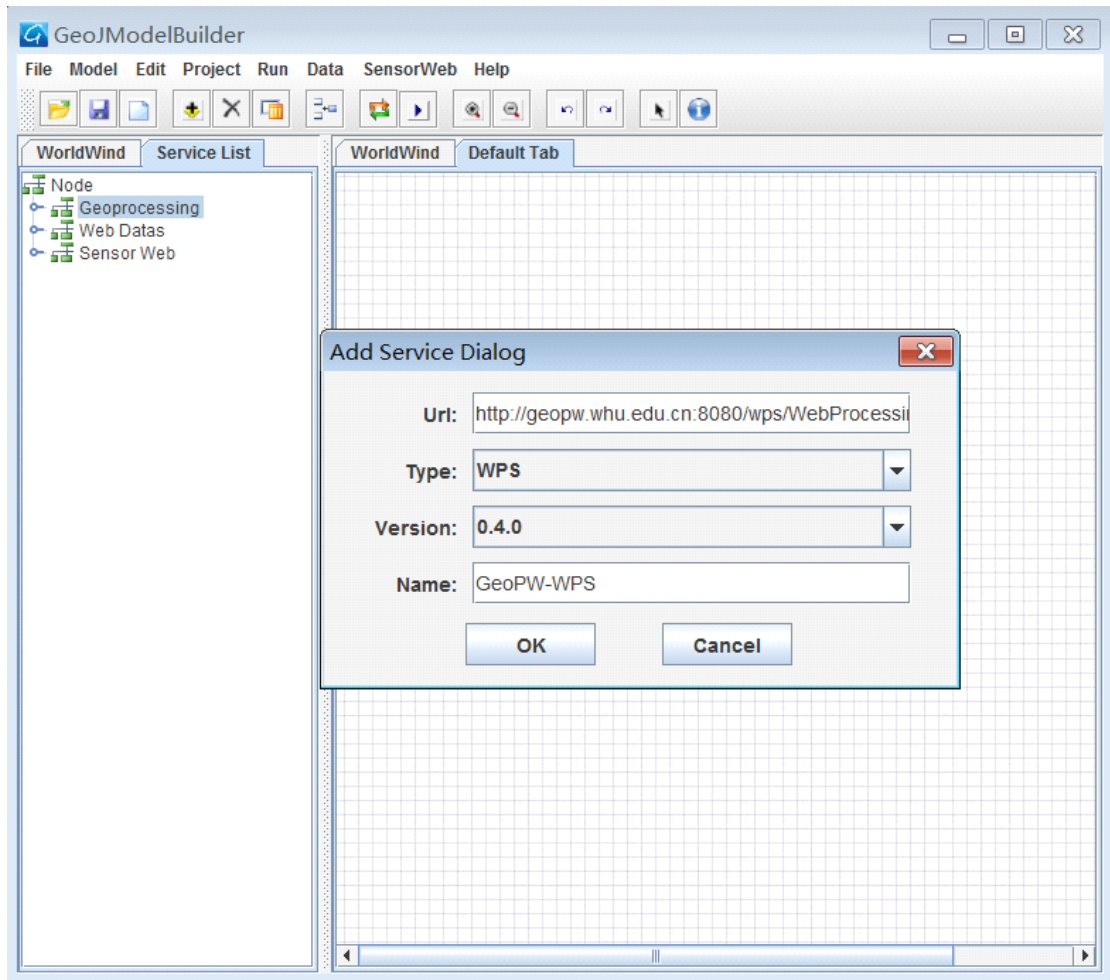 GeoJModelBuilder
File Model Edit Project Run Data SensorWeb Help
WorldWind Service List
WorldWind Default Tab
Node
Geoprocessing
Web Datas
Sensor Web
Add Service Dialog
Url: http://geopw.whu.edu.cn:8080/wps/WebProcessi
Type: WPS
Version: 0.4.0
Name: GeoPW-WPS
OK Cancel